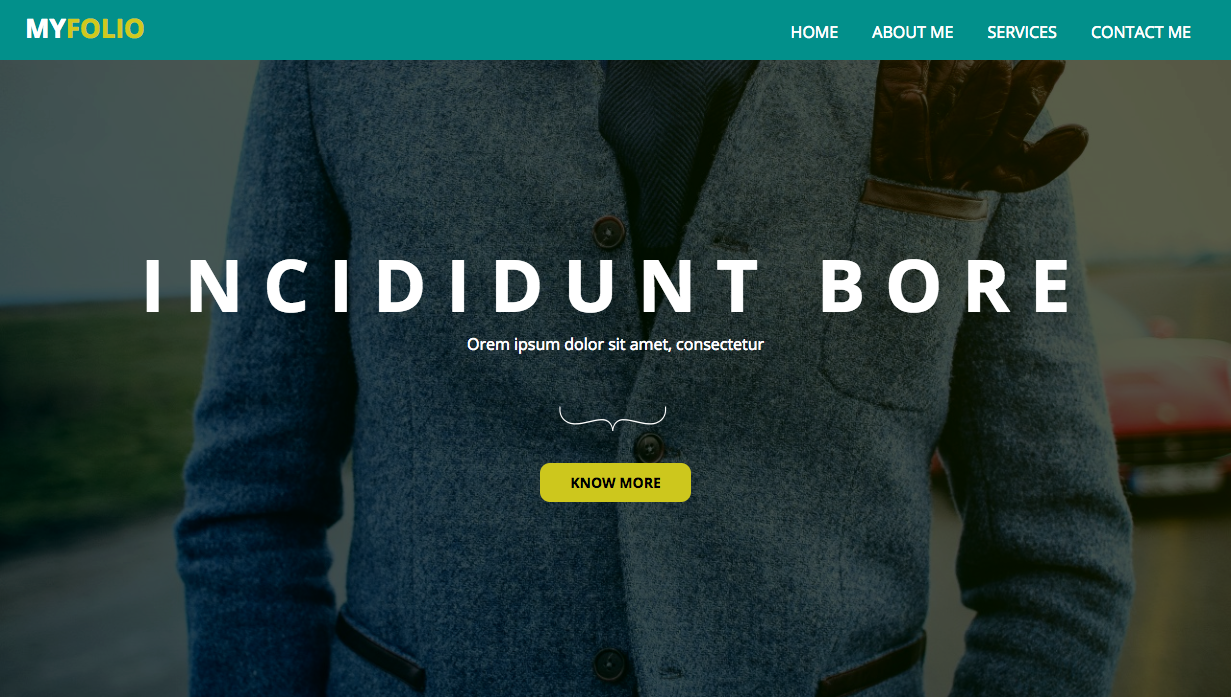 MYFOLIO
HOME ABOUT ME SERVICES CONTACT ME
INCIDIDUNT BORE
Orem ipsum dolor sit amet, consectetur
KNOW MORE